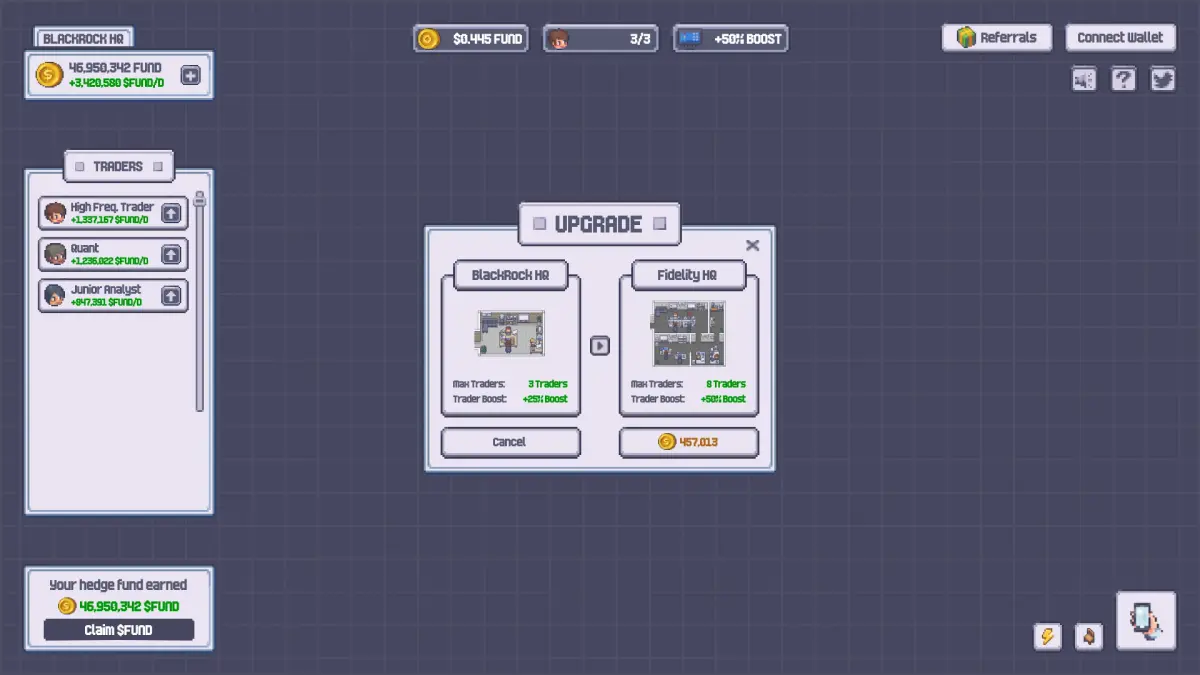 BLACKROCK HQ
46,950,342 FUND
+3,420,580 $FUND/D
$0.445 FUND
3/3
+50% BOOST
Referrals
Connect Wallet
?
TRADERS
High Freq. Trader
+1,337,167 $FUND/D
Quant
+1,236,022 $FUND/D
Junior Analyst
+847,391 $FUND/D
UPGRADE
BlackRock HQ
Max Traders: 3 Traders
Trader Boost: +25% Boost
Cancel
Fidelity HQ
Max Traders: 8 Traders
Trader Boost: +50% Boost
457,013
Your hedge fund earned
46,950,342 $FUND
Claim $FUND